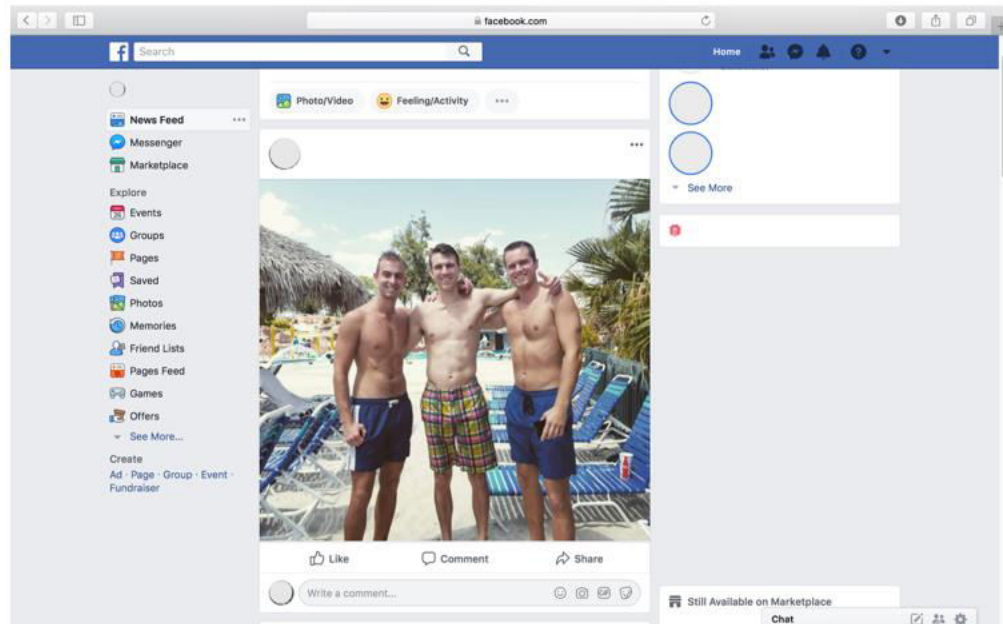 facebook.com
f Search Home
Photo/Video Feeling/Activity
News Feed
Messenger
Marketplace
See More
Explore
Events
Groups
Pages
Saved
Photos
Memories
Friend Lists
Pages Feed
Games
Offers
See More...
Create
Ad · Page · Group · Event ·
Fundraiser
Like Comment Share
Write a comment... GIF
Still Available on Marketplace
Chat